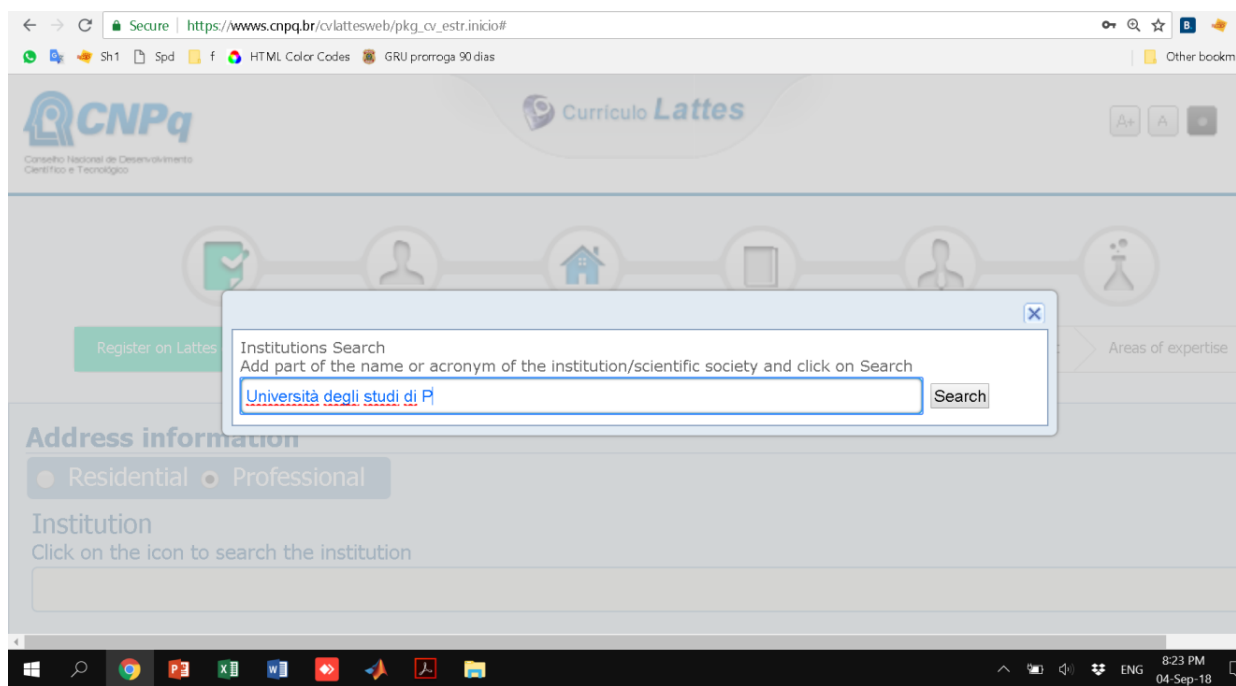 Secure | https://wwws.cnpq.br/cvlattesweb/pkg_cv_estr.inicio#
Sh1 Spd f HTML Color Codes GRU prorroga 90 dias Other bookm
CNPq
Conselho Nacional de Desenvolvimento
Científico e Tecnológico
Currículo Lattes
A+ A
Register on Lattes
Areas of expertise
Institutions Search
Add part of the name or acronym of the institution/scientific society and click on Search
Università degli studi di P
Search
Address information
Residential Professional
Institution
Click on the icon to search the institution
ENG
8:23 PM
04-Sep-18